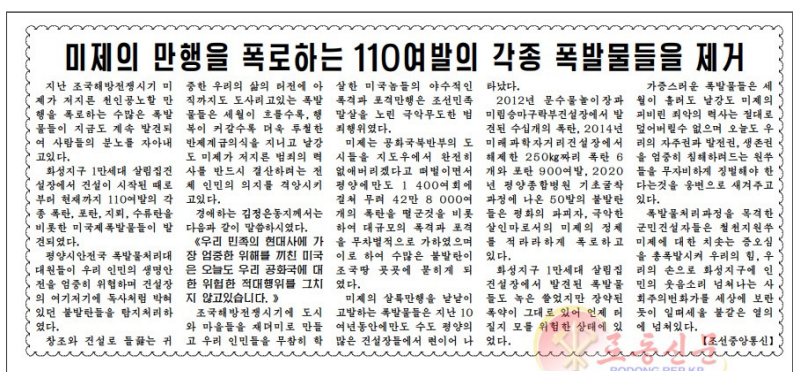 미제의 만행을 폭로하는 110여발의 각종 폭발물들을 제거
지난 조국해방전쟁시기 미
제가 저지른 천인공노할 만
행을 폭로하는 수많은 폭발
물들이 지금도 계속 발견되
여 사람들의 분노를 자아내
고있다.
화성지구 1만세대 살림집건
설장에서 건설이 시작된 때로
부터 현재까지 110여발의 각
종 폭탄, 포탄, 지뢰, 수류탄을
비롯한 미국제폭발물들이 발
견되였다.
평양시안전국 폭발물처리대
대원들이 우리 인민의 생명안
전을 엄중히 위협하며 건설장
의 여기저기에 독사처럼 박혀
있던 불발탄들을 탐지처리하
였다.
창조와 건설로 들끓는 귀
중한 우리의 삶의 터전에 아
직까지도 도사리고있는 폭발
물들은 세월이 흐를수록, 행
복이 커갈수록 더욱 투철한
반제계급의식을 지니고 날강
도 미제가 저지른 범죄의 력
사를 반드시 결산하려는 전
체 인민의 의지를 격앙시키
고있다.
경애하는 김정은동지께서는
다음과 같이 말씀하시였다.
《우리 민족의 현대사에 가
장 엄중한 위해를 끼친 미국
은 오늘도 우리 공화국에 대
한 위험한 적대행위를 그치
지 않고있습니다.》
조국해방전쟁시기에 도시
와 마을들을 재더미로 만들
고 우리 인민들을 무참히 학
살한 미국놈들의 야수적인
폭격과 포격만행은 조선민족
말살을 노린 극악무도한 범
죄행위였다.
미제는 공화국북반부의 도
시들을 지도우에서 완전히
없애버리겠다고 떠벌이면서
평양에만도 1 400여회에
걸쳐 무려 42만 8 000여
개의 폭탄을 떨군것을 비롯
하여 대규모의 폭격과 포격
을 무차별적으로 가하였으며
이로 하여 수많은 불발탄이
조국땅 곳곳에 묻히게 되
였다.
미제의 살륙만행을 낱낱이
고발하는 폭발물들은 지난 10
여년동안에만도 수도 평양의
많은 건설장들에서 련이어 나
타났다.
2012년 문수물놀이장과
미림승마구락부건설장에서 발
견된 수십개의 폭탄, 2014년
미래과학자거리건설장에서
해제한 250㎏짜리 폭탄 6
개와 포탄 900여발, 2020
년 평양종합병원 기초굴착
과정에 나온 50발의 불발탄
들은 평화의 파괴자, 극악한
살인마로서의 미제의 정체
를 적라라하게 폭로하고
있다.
화성지구 1만세대 살림집
건설장에서 발견된 폭발물
들도 녹은 쓸었지만 장약된
폭약이 그대로 있어 언제 터
질지 모를 위험한 상태에 있
었다.
가증스러운 폭발물들은 세
월이 흘러도 날강도 미제의
피비린 죄악의 력사는 절대로
덮어버릴수 없으며 오늘도 우
리의 자주권과 발전권, 생존권
을 엄중히 침해하려드는 원쑤
들을 무자비하게 징벌해야 한
다는것을 웅변으로 새겨주고
있다.
폭발물처리과정을 목격한
군민건설자들은 철천지원쑤
미제에 대한 치솟는 증오심
을 총폭발시켜 우리의 힘, 우
리의 손으로 화성지구에 인
민의 웃음소리 넘쳐나는 사
회주의번화가를 세상에 보란
듯이 일떠세울 불같은 열의
에 넘쳐있다.
【조선중앙통신】
로동신문
RODONG.REP.KP